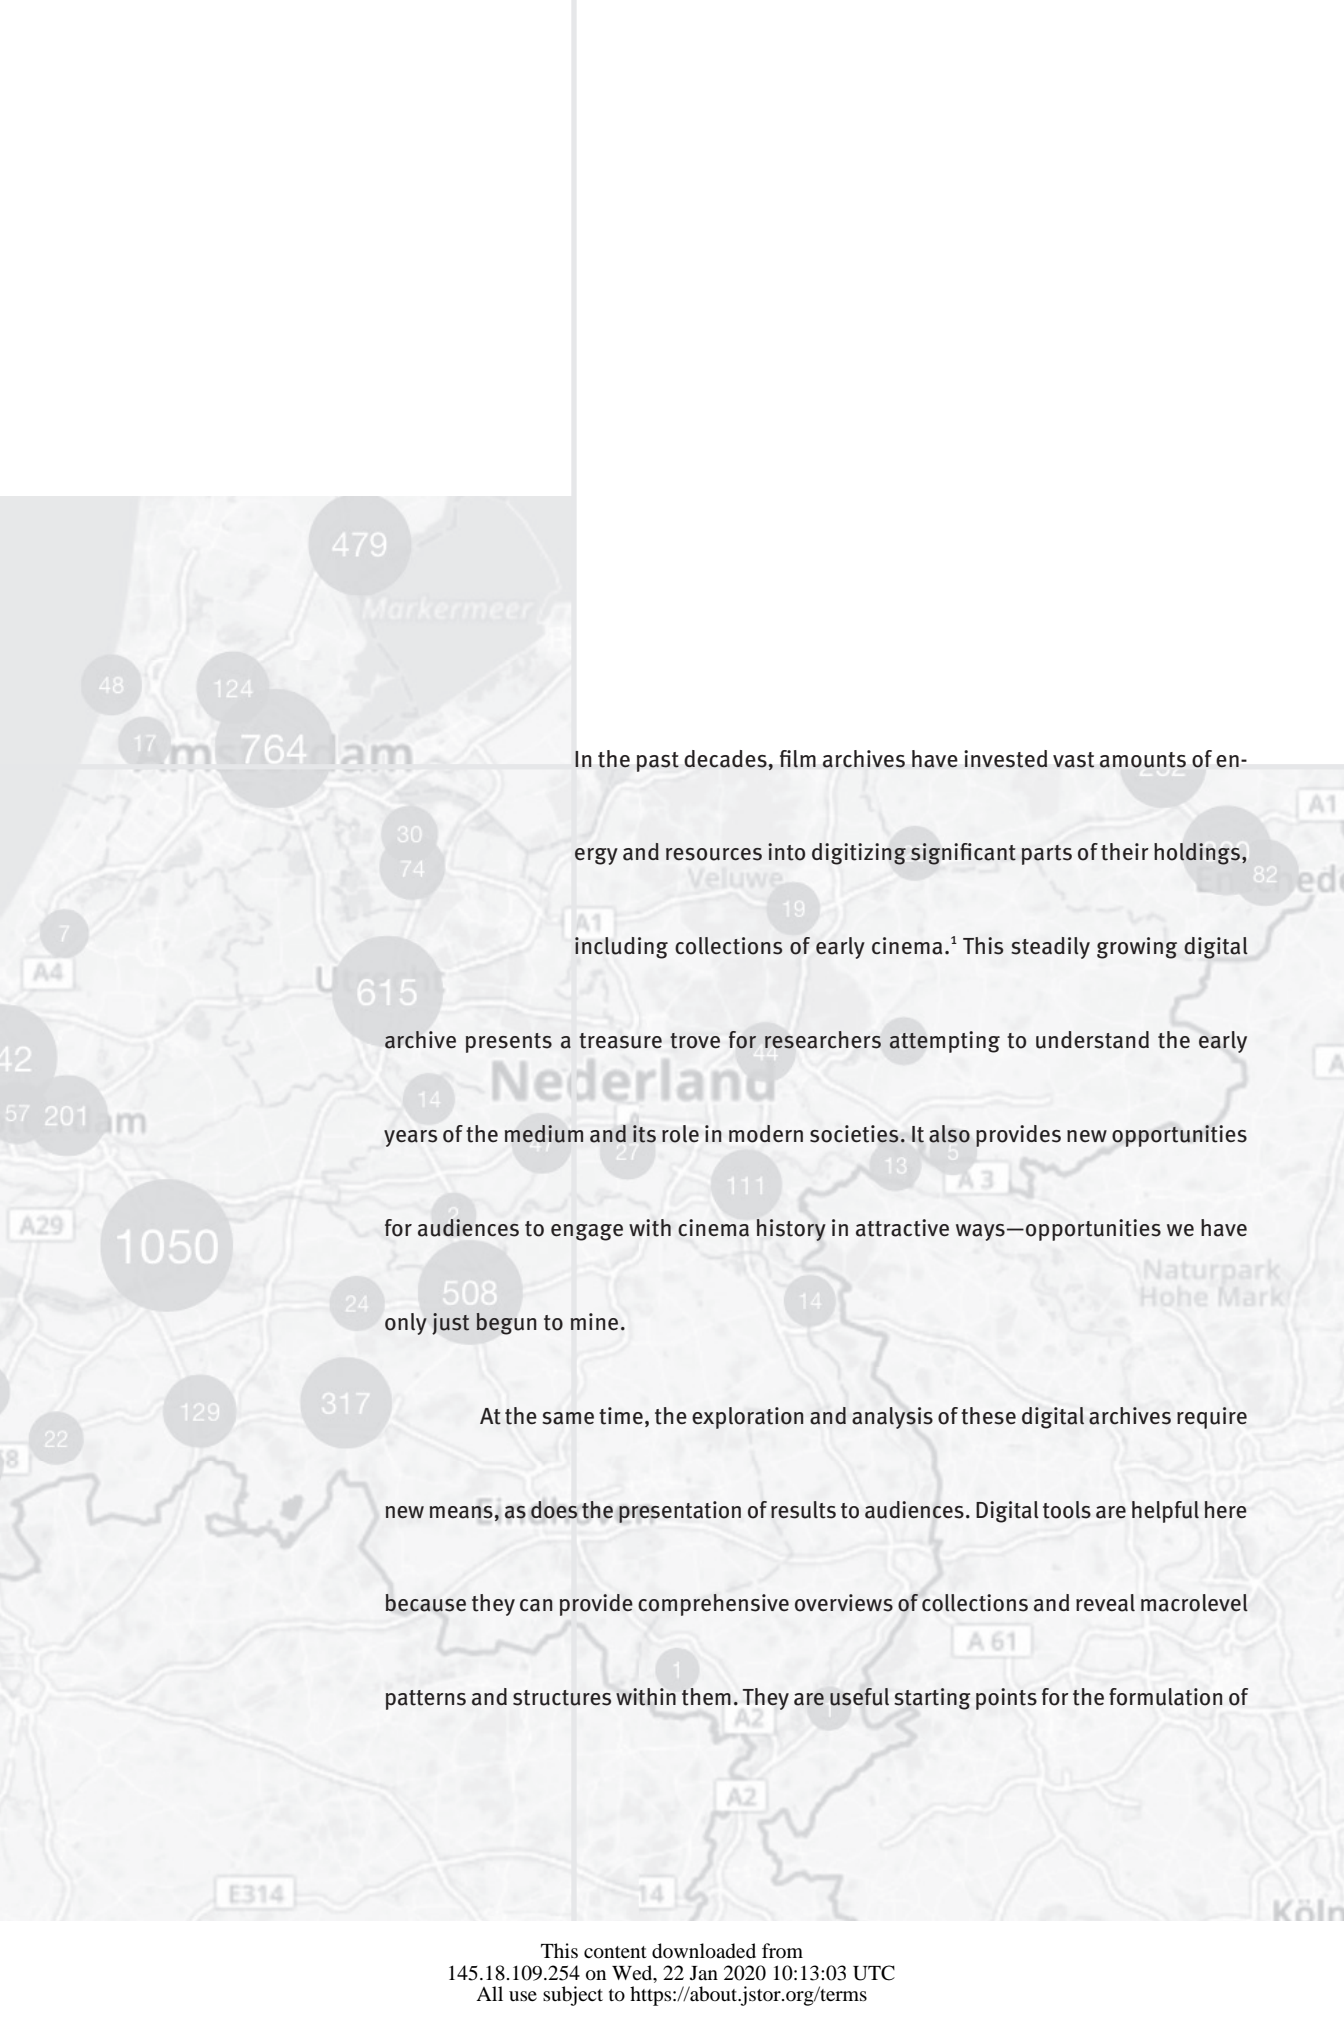 479
Markermeer
48
124
17
764
In the past decades, film archives have invested vast amounts of en-
A1
30
ergy and resources into digitizing significant parts of their holdings,
74
Veluwe
82
19
A1
7
including collections of early cinema.¹ This steadily growing digital
A4
615
archive presents a treasure trove for researchers attempting to understand the early
42
44
Nederland
14
57 201
years of the medium and its role in modern societies. It also provides new opportunities
47
27
13
5
A 3
111
2
A29
for audiences to engage with cinema history in attractive ways—opportunities we have
1050
Naturpark
Hohe Mark
508
24
14
only just begun to mine.
317
129
At the same time, the exploration and analysis of these digital archives require
22
Eindhoven
new means, as does the presentation of results to audiences. Digital tools are helpful here
because they can provide comprehensive overviews of collections and reveal macrolevel
A 61
1
patterns and structures within them. They are useful starting points for the formulation of
1
A2
A2
E314
14
Köln
This content downloaded from
145.18.109.254 on Wed, 22 Jan 2020 10:13:03 UTC
All use subject to https://about.jstor.org/terms